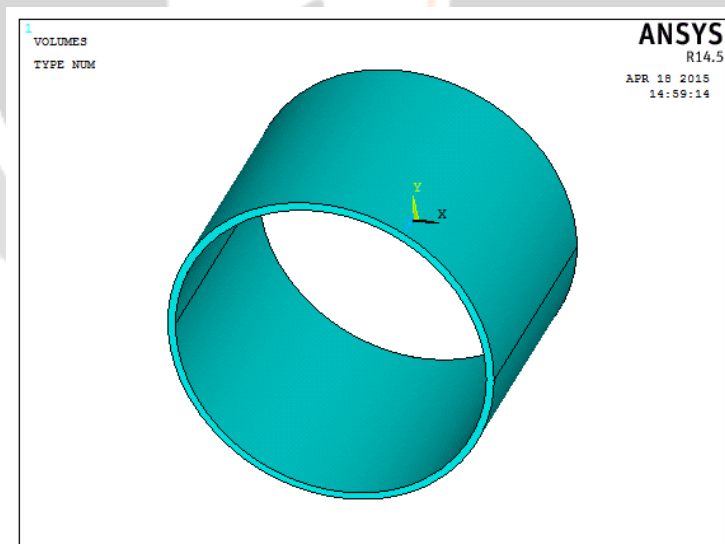 1
VOLUMES
TYPE NUM
ANSYS
R14.5
APR 18 2015
14:59:14
Y
X